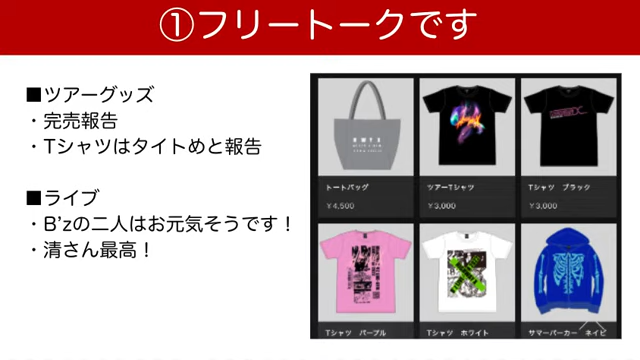 ①フリートークです
■ツアーグッズ
・完売報告
・Tシャツはタイトめと報告
■ライブ
・B’zの二人はお元気そうです！
・清さん最高！
トートバッグ
¥4,500
ツアーTシャツ
¥3,000
Tシャツ ブラック
¥3,000
Tシャツ パープル
Tシャツ ホワイト
サマーパーカー ネイビ